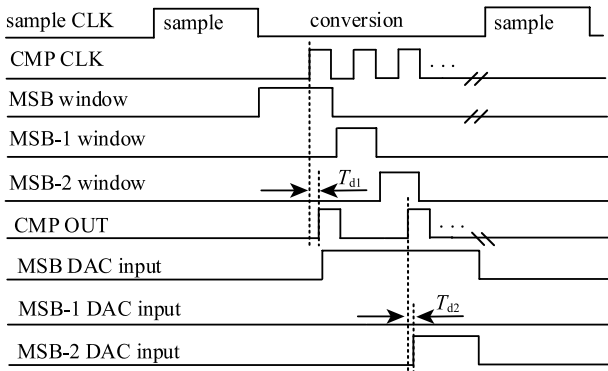 sample CLK sample conversion sample
CMP CLK · · ·
MSB window
MSB-1 window
MSB-2 window Td1
CMP OUT · · ·
MSB DAC input
MSB-1 DAC input Td2
MSB-2 DAC input